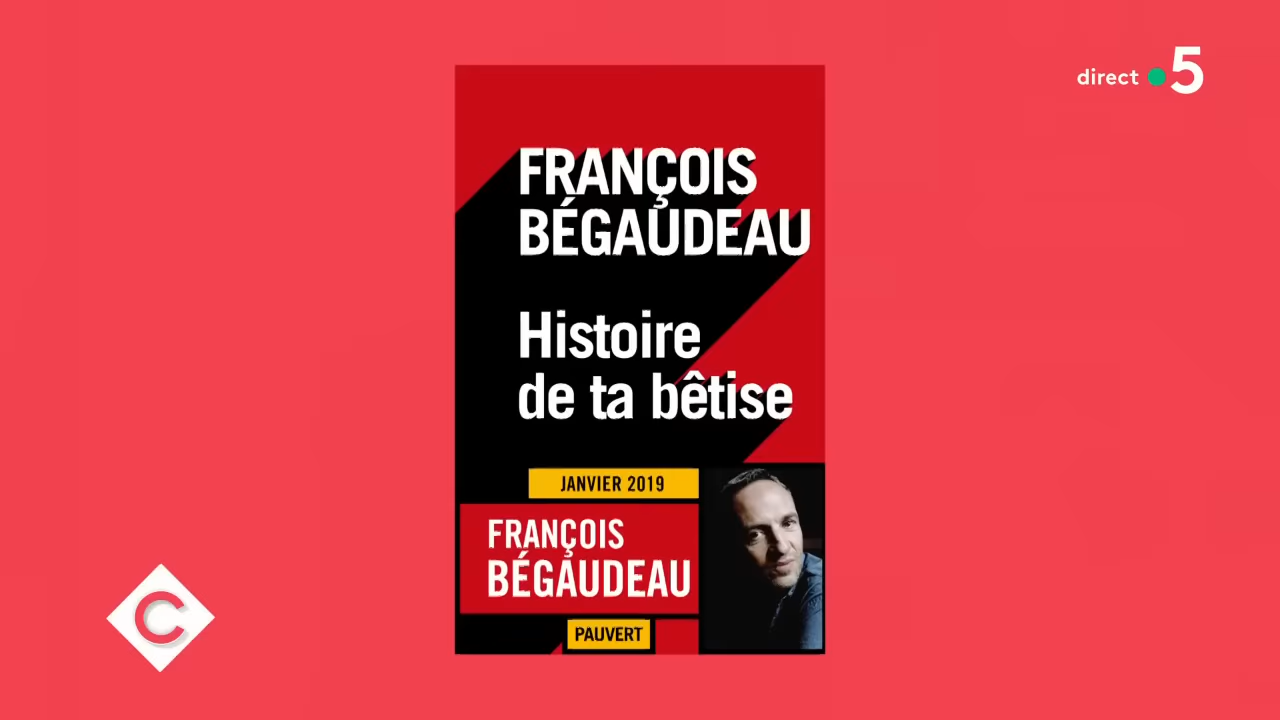 direct 5
FRANÇOIS
BÉGAUDEAU
Histoire
de ta bêtise
JANVIER 2019
FRANÇOIS
BÉGAUDEAU
PAUVERT
C